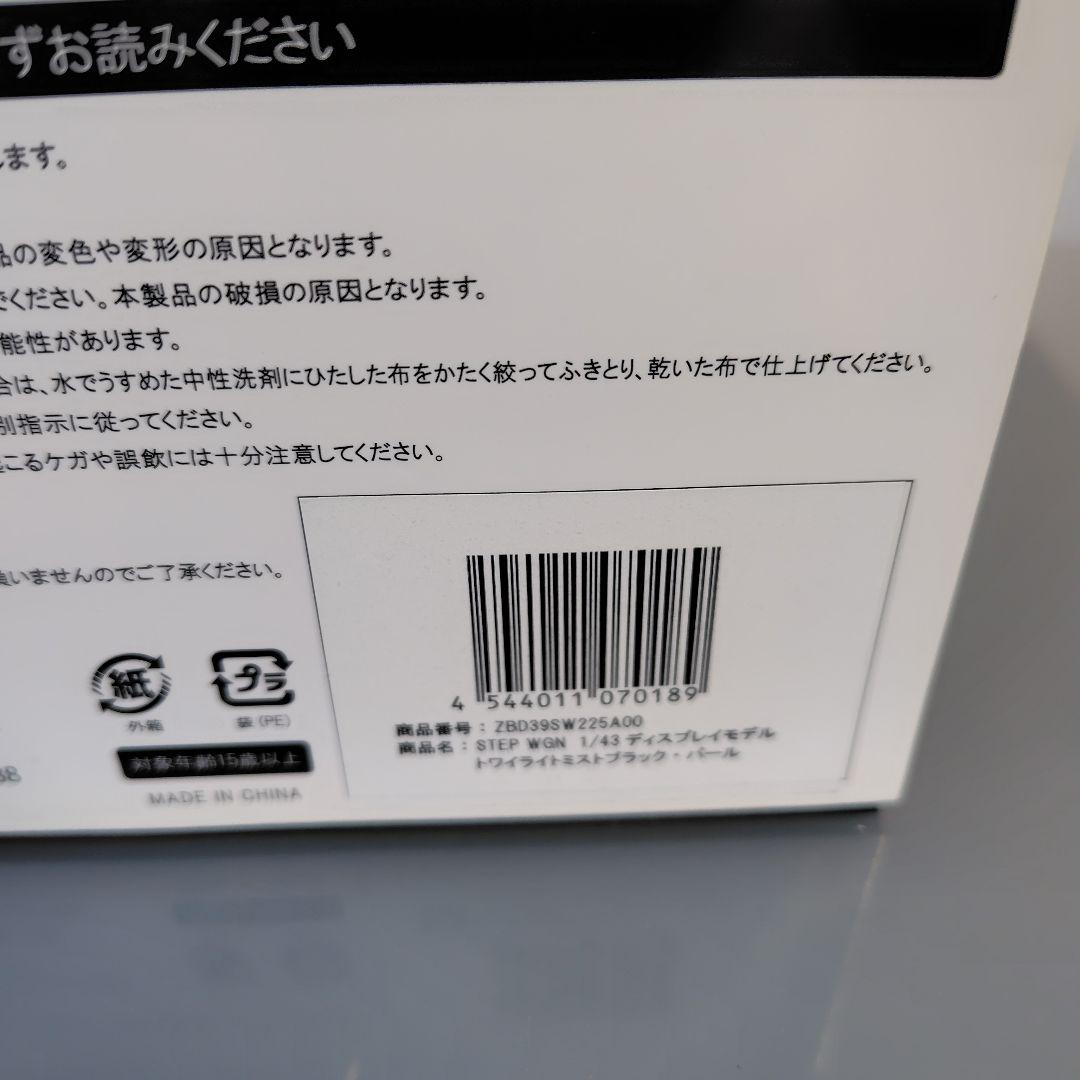 ずお読みください
します。
品の変色や変形の原因となります。
でください。本製品の破損の原因となります。
能性があります。
合は、水でうすめた中性洗剤にひたした布をかたく絞ってふきとり、乾いた布で仕上げてください。
別指示に従ってください。
起こるケガや誤飲には十分注意してください。
負いませんのでご了承ください。
紙
外箱
プラ
袋(PE)
対象年齢15歳以上
MADE IN CHINA
4 544011 070189
商品番号：ZBD39SW225A00
商品名：STEP WGN 1/43 ディスプレイモデル
トワイライトミストブラック・パール